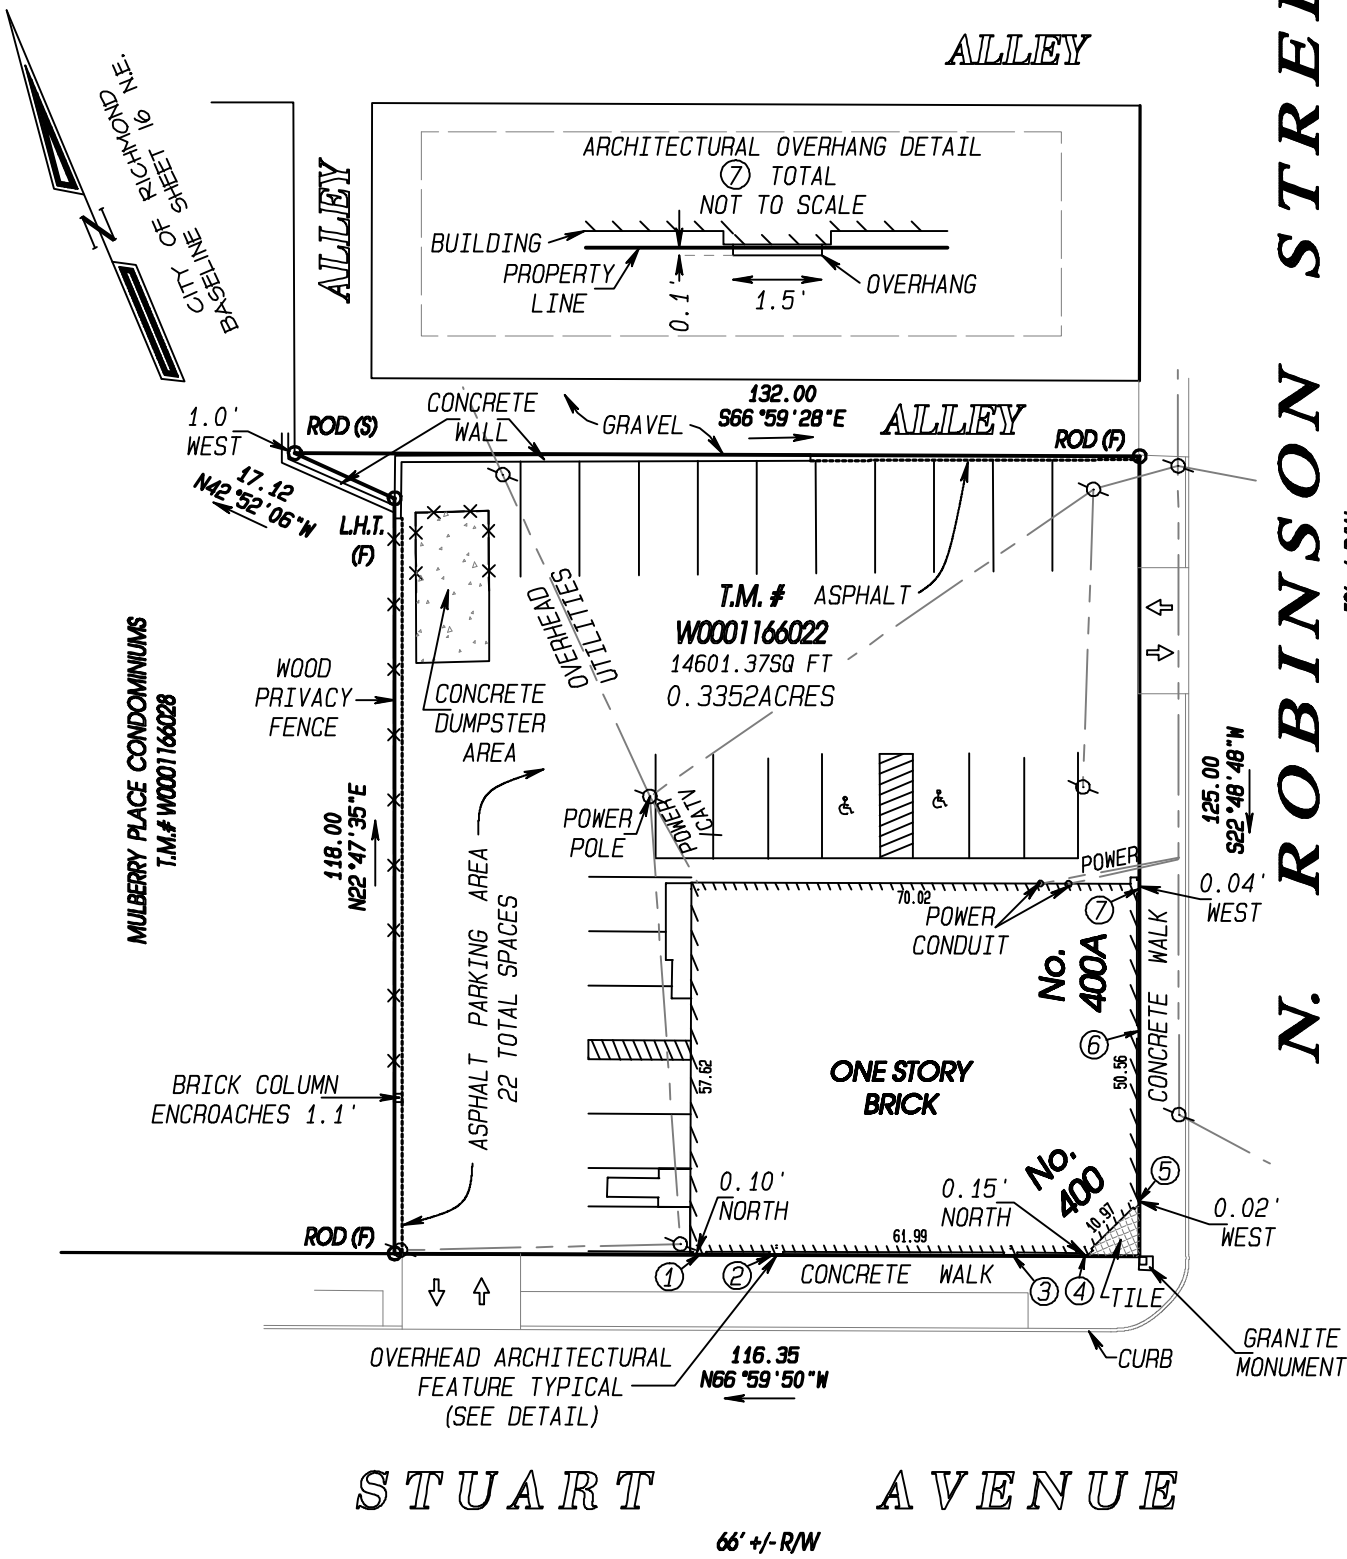 ALLEY
N. ROBINSON
CITY OF RICHMOND
BASELINE SHEET 16 N.E.
N
ALLEY
ARCHITECTURAL OVERHANG DETAIL
7 TOTAL
NOT TO SCALE
BUILDING
PROPERTY
LINE
0.1'
1.5'
OVERHANG
1.0'
WEST
ROD (S)
CONCRETE
WALL
GRAVEL
132.00
S66°59'28"E
ALLEY
ROD (F)
17.12
N42°52'06"W
L.H.T.
(F)
OVERHEAD
UTILITIES
T.M. #
W0001166022
14601.37SQ FT
0.3352ACRES
ASPHALT
MULBERRY PLACE CONDOMINIUMS
T.M.# W0001166028
WOOD
PRIVACY
FENCE
CONCRETE
DUMPSTER
AREA
118.00
N22°47'35"E
POWER
POLE
POWER/
CATV
125.00
S22°48'48"W
POWER
70.02
POWER
CONDUIT
7
0.04'
WEST
No.
400A
CONCRETE WALK
6
50.56
ASPHALT PARKING AREA
22 TOTAL SPACES
57.62
ONE STORY
BRICK
BRICK COLUMN
ENCROACHES 1.1'
No.
400
10.97
5
0.02'
WEST
0.10'
NORTH
0.15'
NORTH
61.99
ROD (F)
1
2
CONCRETE WALK
3
4
TILE
GRANITE
MONUMENT
CURB
OVERHEAD ARCHITECTURAL
FEATURE TYPICAL
(SEE DETAIL)
116.35
N66°59'50"W
STUART AVENUE
66' +/- R/W